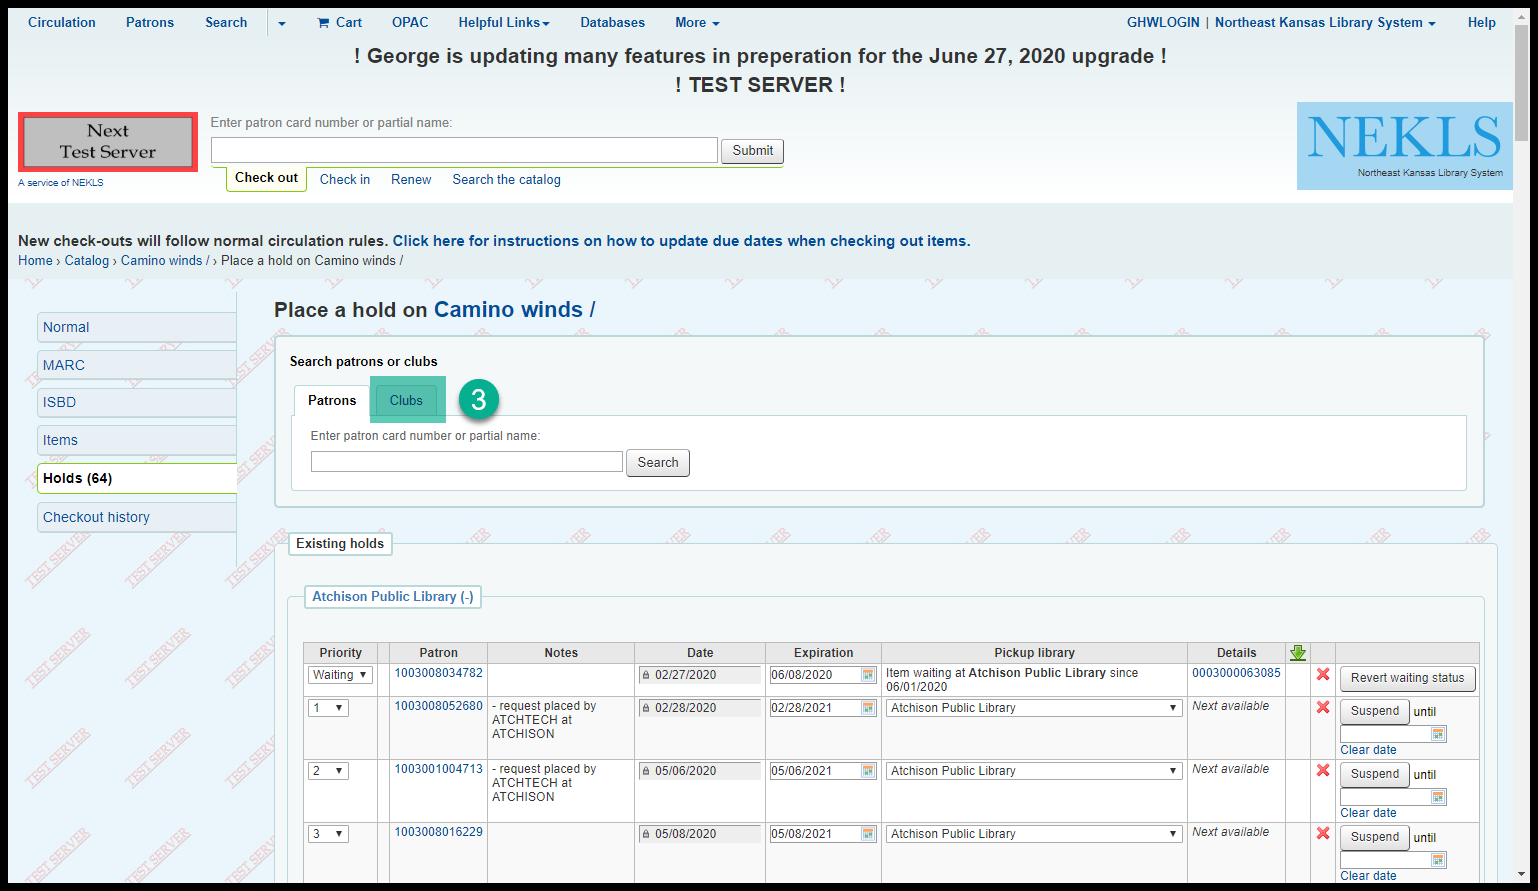 Circulation Patrons Search Cart OPAC Helpful Links Databases More GHWLOGIN | Northeast Kansas Library System Help
! George is updating many features in preperation for the June 27, 2020 upgrade !
! TEST SERVER !
Next
Test Server
A service of NEKLS
Enter patron card number or partial name:
Submit
Check out Check in Renew Search the catalog
NEKLS
Northeast Kansas Library System
New check-outs will follow normal circulation rules. Click here for instructions on how to update due dates when checking out items.
Home › Catalog › Camino winds / › Place a hold on Camino winds /
Normal
MARC
ISBD
Items
Holds (64)
Checkout history
Place a hold on Camino winds /
Search patrons or clubs
Patrons Clubs 3
Enter patron card number or partial name:
Search
Existing holds
Atchison Public Library (-)
Priority Patron Notes Date Expiration Pickup library Details
Waiting 1003008034782 02/27/2020 06/08/2020 Item waiting at Atchison Public Library since 0003000063085 Revert waiting status
06/01/2020
1 1003008052680 - request placed by 02/28/2020 02/28/2021 Atchison Public Library Next available Suspend until
ATCHTECH at
ATCHISON
Clear date
2 1003001004713 - request placed by 05/06/2020 05/06/2021 Atchison Public Library Next available Suspend until
ATCHTECH at
ATCHISON
Clear date
3 1003008016229 05/08/2020 05/08/2021 Atchison Public Library Next available Suspend until
Clear date
TEST SERVER